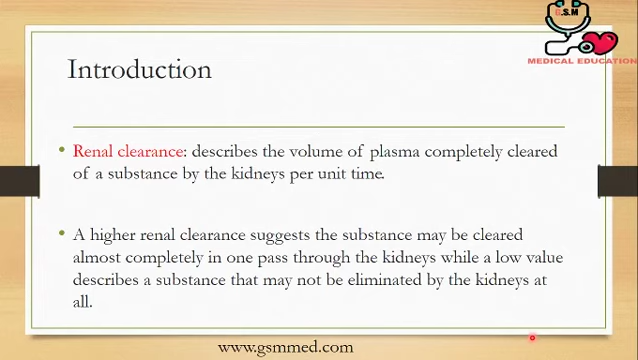 G.S.M
MEDICAL EDUCATION
Introduction
• Renal clearance: describes the volume of plasma completely cleared
of a substance by the kidneys per unit time.
• A higher renal clearance suggests the substance may be cleared
almost completely in one pass through the kidneys while a low value
describes a substance that may not be eliminated by the kidneys at
all.
www.gsmmed.com